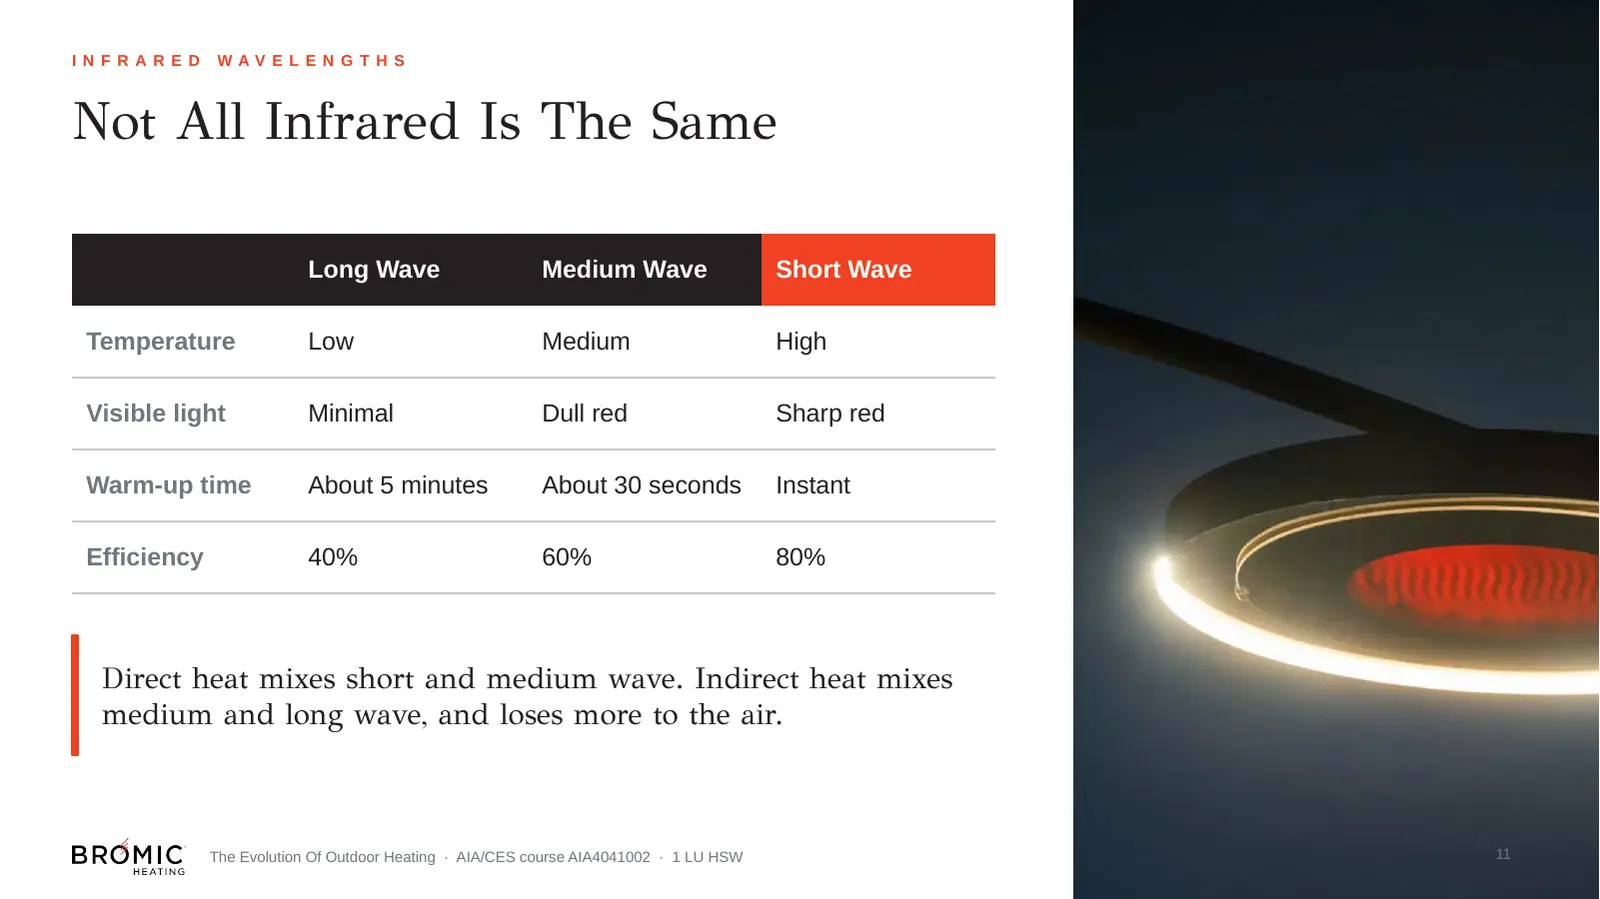 INFRARED WAVELENGTHS
Not All Infrared Is The Same
Long Wave Medium Wave Short Wave
Temperature Low Medium High
Visible light Minimal Dull red Sharp red
Warm-up time About 5 minutes About 30 seconds Instant
Efficiency 40% 60% 80%
Direct heat mixes short and medium wave. Indirect heat mixes
medium and long wave, and loses more to the air.
BROMIC
HEATING
The Evolution Of Outdoor Heating · AIA/CES course AIA4041002 · 1 LU HSW
11